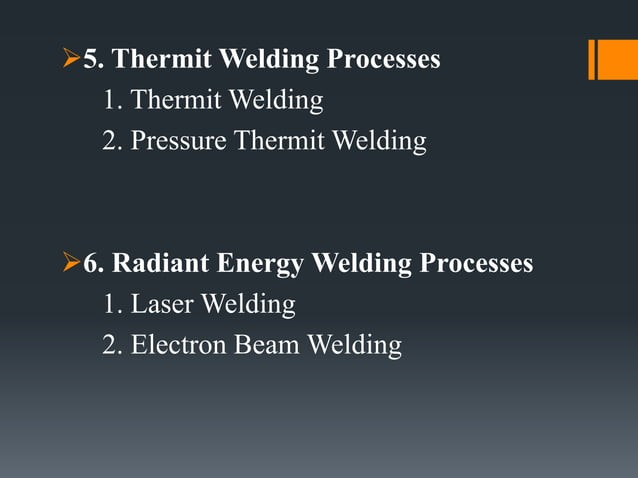 ➢5. Thermit Welding Processes
1. Thermit Welding
2. Pressure Thermit Welding
➢6. Radiant Energy Welding Processes
1. Laser Welding
2. Electron Beam Welding